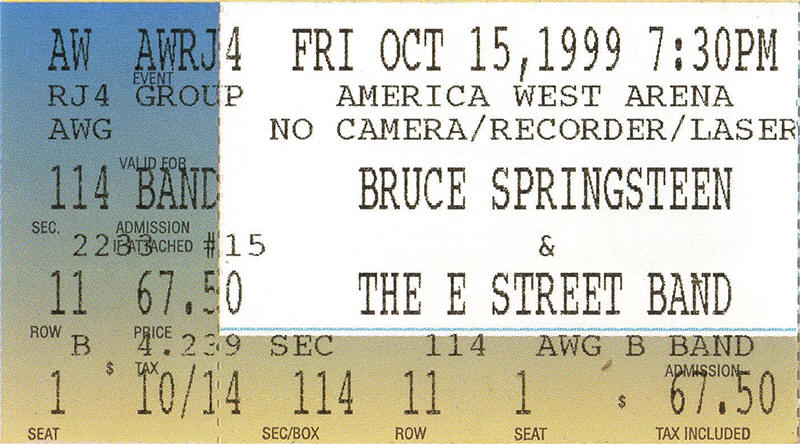 AW AWRJ4 FRI OCT 15,1999 7:30PM
EVENT
RJ4 GROUP AMERICA WEST ARENA
AWG NO CAMERA/RECORDER/LASER
VALID FOR
114 BAND BRUCE SPRINGSTEEN
SEC. ADMISSION
IF ATTACHED
2233 #15 &
11 67.50 THE E STREET BAND
ROW PRICE
B 4.239 SEC 114 AWG B BAND
$ TAX ADMISSION
1 10/14 114 11 1 $ 67.50
SEAT SEC/BOX ROW SEAT TAX INCLUDED